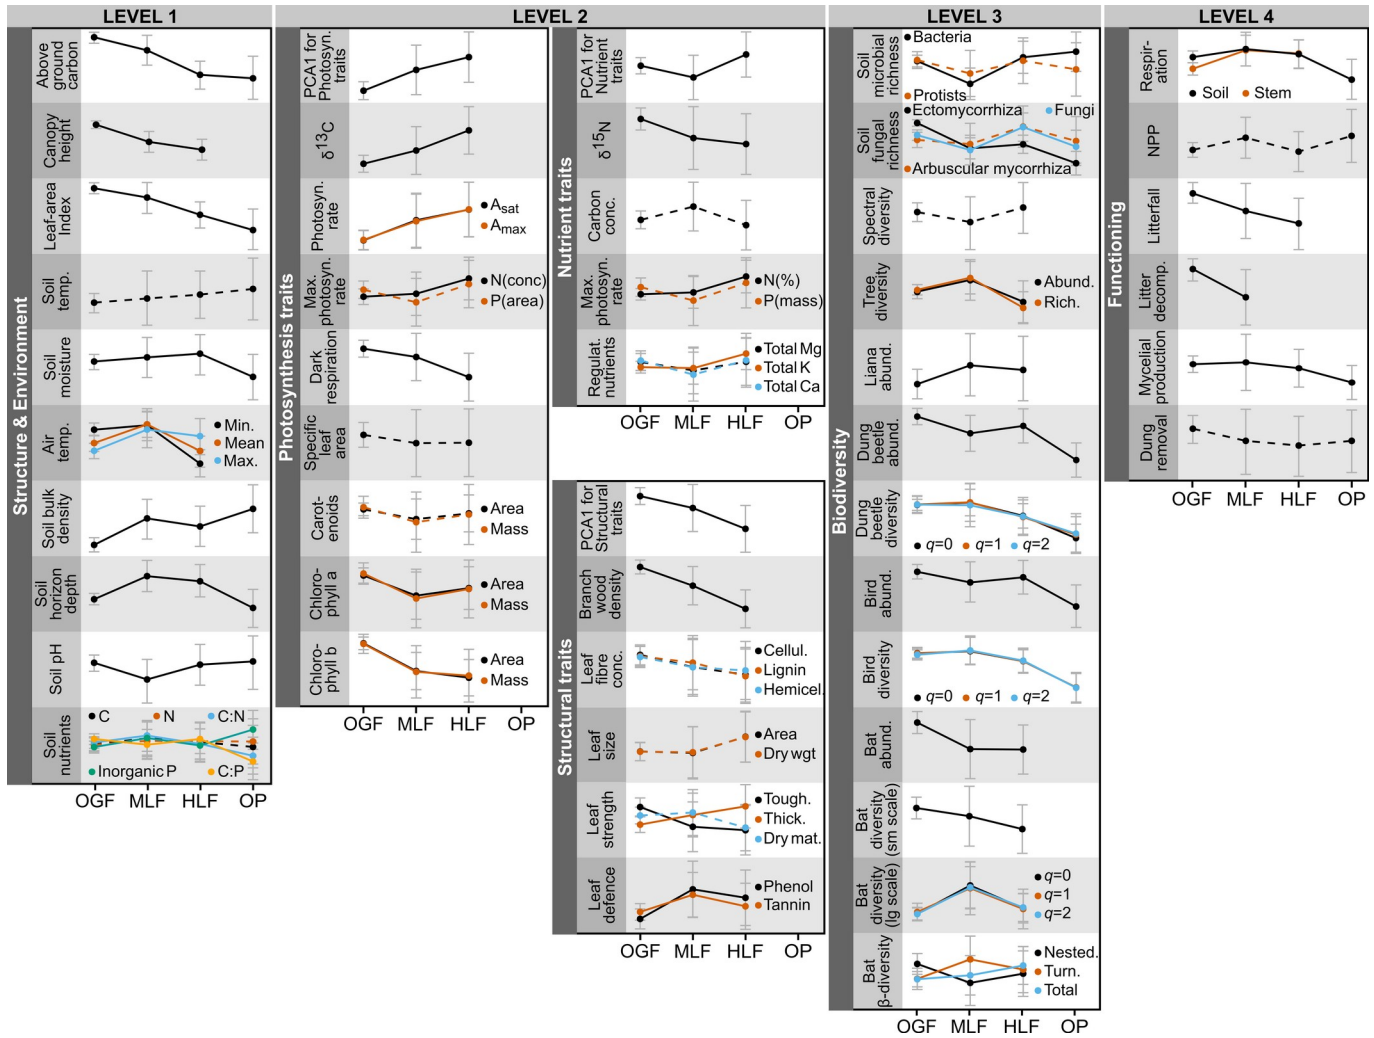 LEVEL 1
LEVEL 2
LEVEL 3
LEVEL 4
Structure & Environment
Above
ground
carbon
Canopy
height
Leaf-area
Index
Soil
temp.
Soil
moisture
Air
temp.
Min.
Mean
Max.
Soil bulk
density
Soil
horizon
depth
Soil pH
Soil
nutrients
C
N
C:N
Inorganic P
C:P
OGF
MLF
HLF
OP
Photosynthesis traits
PCA1 for
Photosyn.
traits
δ13C
Photosyn.
rate
Asat
Amax
Max.
photosyn.
rate
N(conc)
P(area)
Dark
respiration
Specific
leaf
area
Carot-
enoids
Area
Mass
Chloro-
phyll a
Area
Mass
Chloro-
phyll b
Area
Mass
OGF
MLF
HLF
OP
Nutrient traits
PCA1 for
Nutrient
traits
δ15N
Carbon
conc.
Max.
photosyn.
rate
N(%)
P(mass)
Regulat.
nutrients
Total Mg
Total K
Total Ca
OGF
MLF
HLF
OP
Structural traits
PCA1 for
Structural
traits
Branch
wood
density
Leaf
fibre
conc.
Cellul.
Lignin
Hemicel.
Leaf
size
Area
Dry wgt
Leaf
strength
Tough.
Thick.
Dry mat.
Leaf
defence
Phenol
Tannin
OGF
MLF
HLF
OP
Biodiversity
Soil
microbial
richness
Bacteria
Protists
Soil
fungal
richness
Ectomycorrhiza
Fungi
Arbuscular mycorrhiza
Spectral
diversity
Tree
diversity
Abund.
Rich.
Liana
abund.
Dung
beetle
abund.
Dung
beetle
diversity
q=0
q=1
q=2
Bird
abund.
Bird
diversity
q=0
q=1
q=2
Bat
abund.
Bat
diversity
(sm scale)
Bat
diversity
(lg scale)
q=0
q=1
q=2
Bat
β-diversity
Nested.
Turn.
Total
OGF
MLF
HLF
OP
Functioning
Respir-
ation
Soil
Stem
NPP
Litterfall
Litter
decomp.
Mycelial
production
Dung
removal
OGF
MLF
HLF
OP